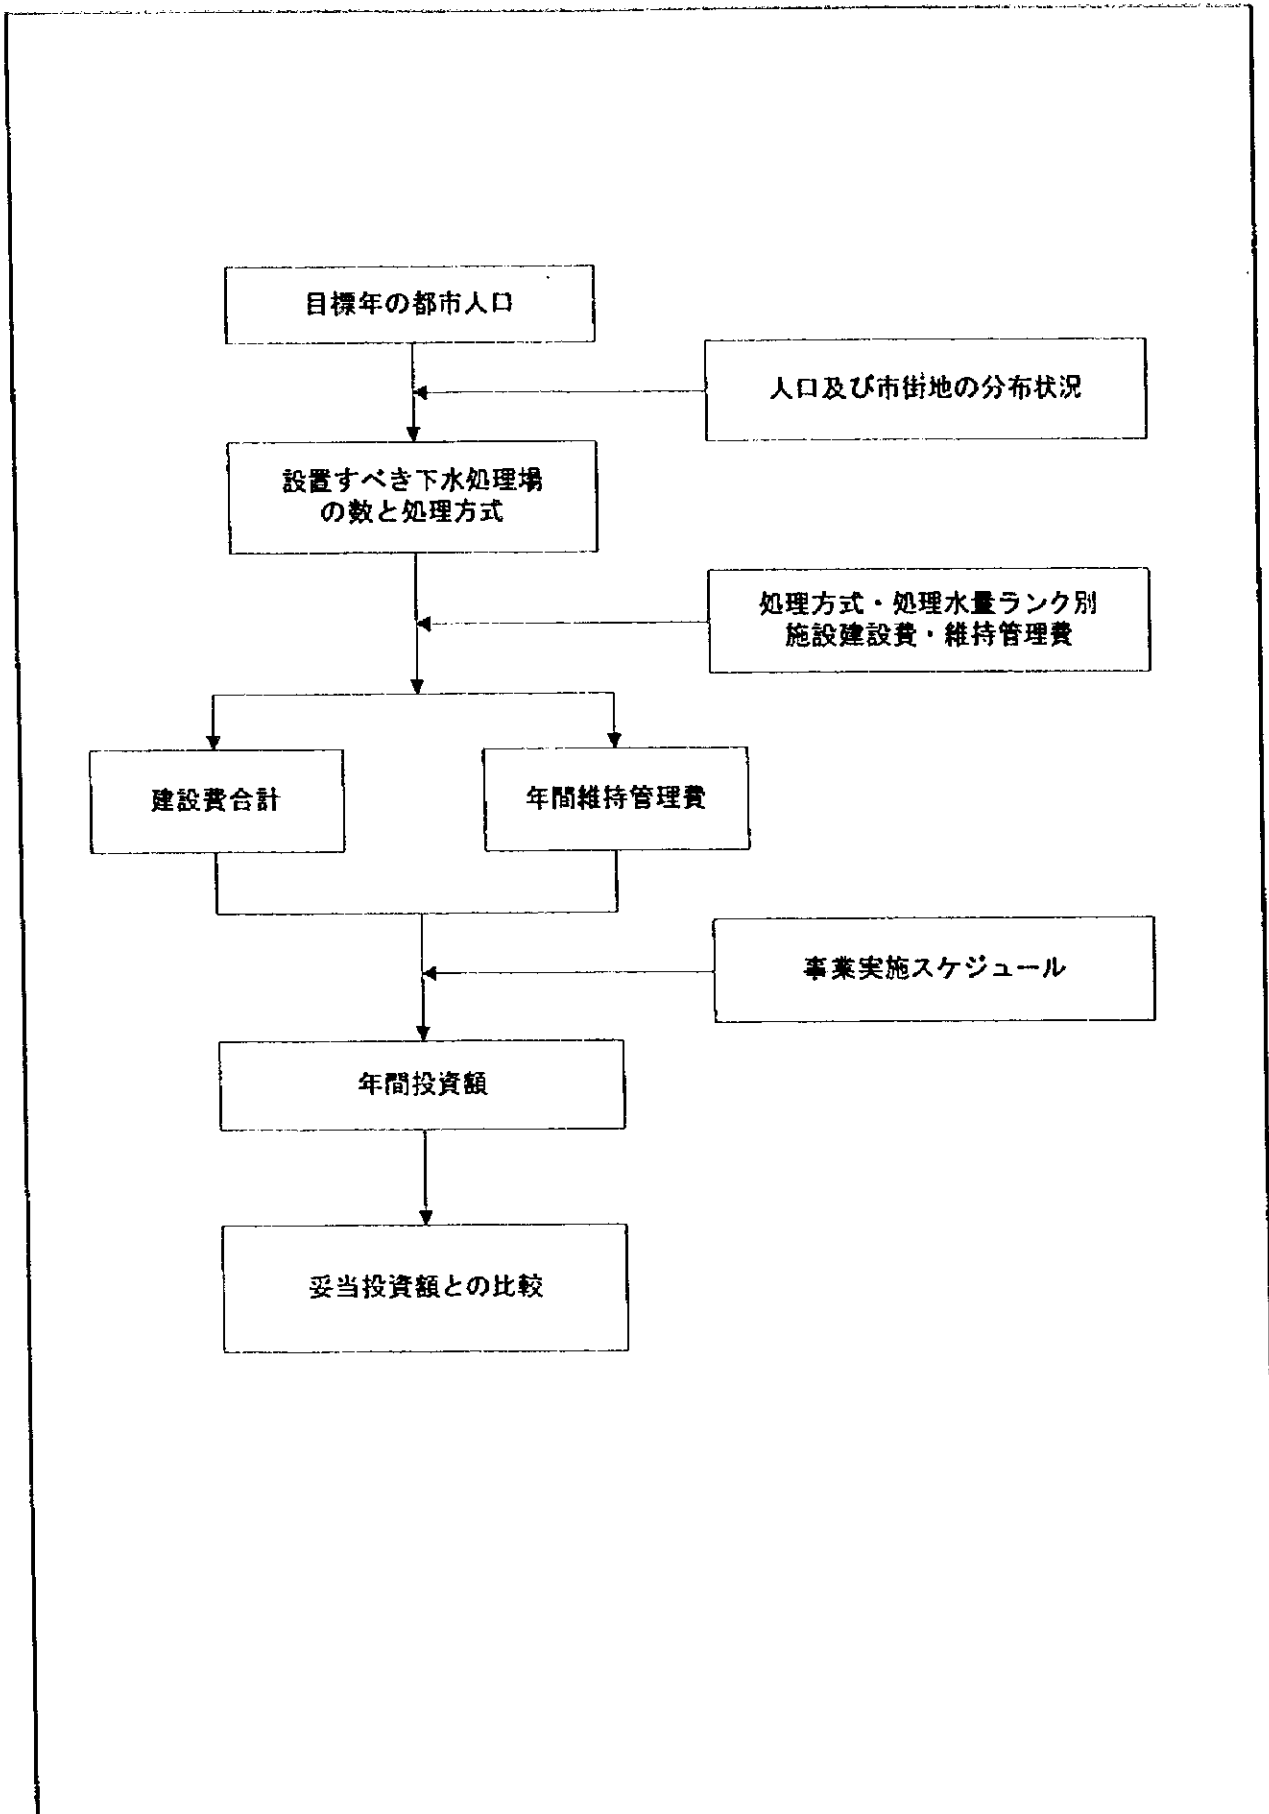 目標年の都市人口
人口及び市街地の分布状況
設置すべき下水処理場
の数と処理方式
処理方式・処理水量ランク別
施設建設費・維持管理費
建設費合計
年間維持管理費
事業実施スケジュール
年間投資額
妥当投資額との比較